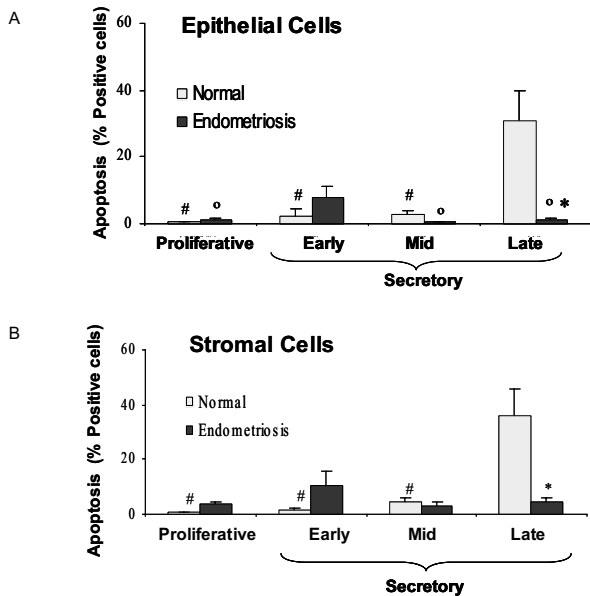 A
Epithelial Cells
Apoptosis (% Positive cells)
60
40
20
0
Normal
Endometriosis
# o # # o o *
Proliferative Early Mid Late
Secretory
B
Stromal Cells
Apoptosis (% Positive cells)
60
40
20
0
Normal
Endometriosis
# # # *
Proliferative Early Mid Late
Secretory